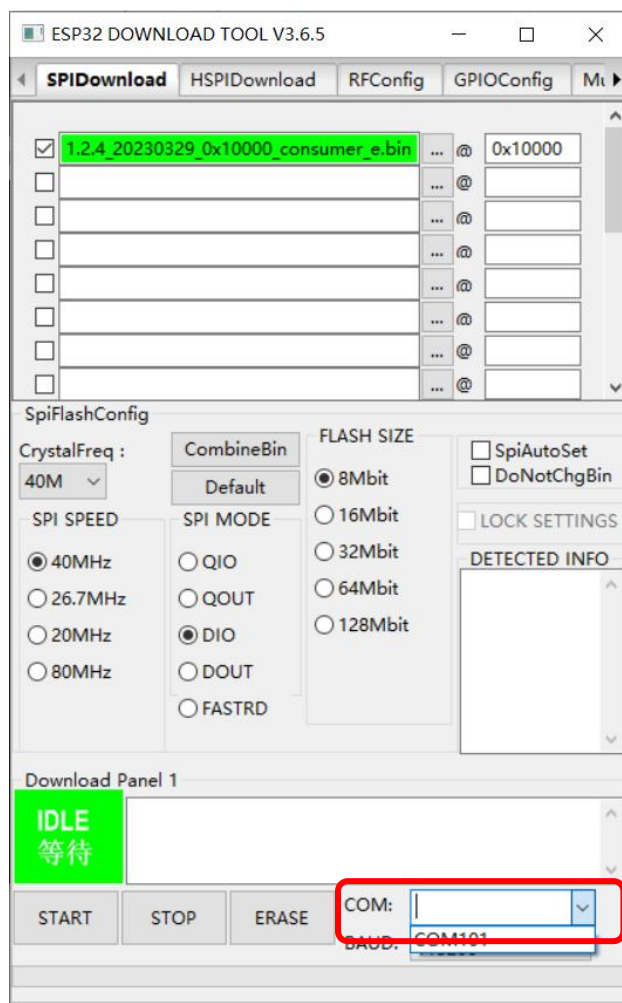 ESP32 DOWNLOAD TOOL V3.6.5
SPIDownload HSPIDownload RFConfig GPIOConfig Mu
1.2.4_20230329_0x10000_consumer_e.bin ... @ 0x10000
... @
... @
... @
... @
... @
... @
... @
SpiFlashConfig
CrystalFreq :
40M
CombineBin
Default
SPI SPEED
40MHz
26.7MHz
20MHz
80MHz
SPI MODE
QIO
QOUT
DIO
DOUT
FASTRD
FLASH SIZE
8Mbit
16Mbit
32Mbit
64Mbit
128Mbit
SpiAutoSet
DoNotChgBin
LOCK SETTINGS
DETECTED INFO
Download Panel 1
IDLE
等待
START STOP ERASE
COM:
COM101
BAUD: